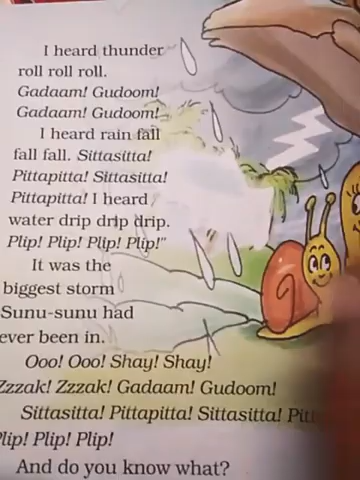 I heard thunder
roll roll roll.
Gadaam! Gudoom!
Gadaam! Gudoom!
I heard rain fall
fall fall. Sittasitta!
Pittapitta! Sittasitta!
Pittapitta! I heard
water drip drip drip.
Plip! Plip! Plip! Plip!"
It was the
biggest storm
Sunu-sunu had
ever been in.
Ooo! Ooo! Shay! Shay!
Zzzak! Zzzak! Gadaam! Gudoom!
Sittasitta! Pittapitta! Sittasitta!
Plip! Plip! Plip!
And do you know what?